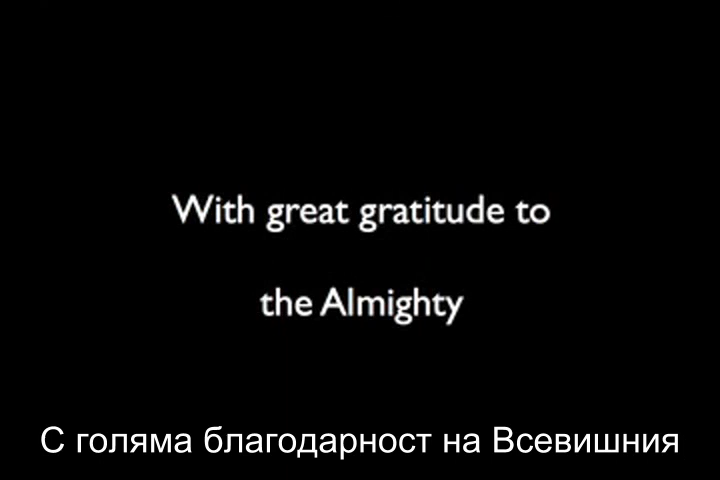 With great gratitude to
the Almighty
С голяма благодарност на Всевишния